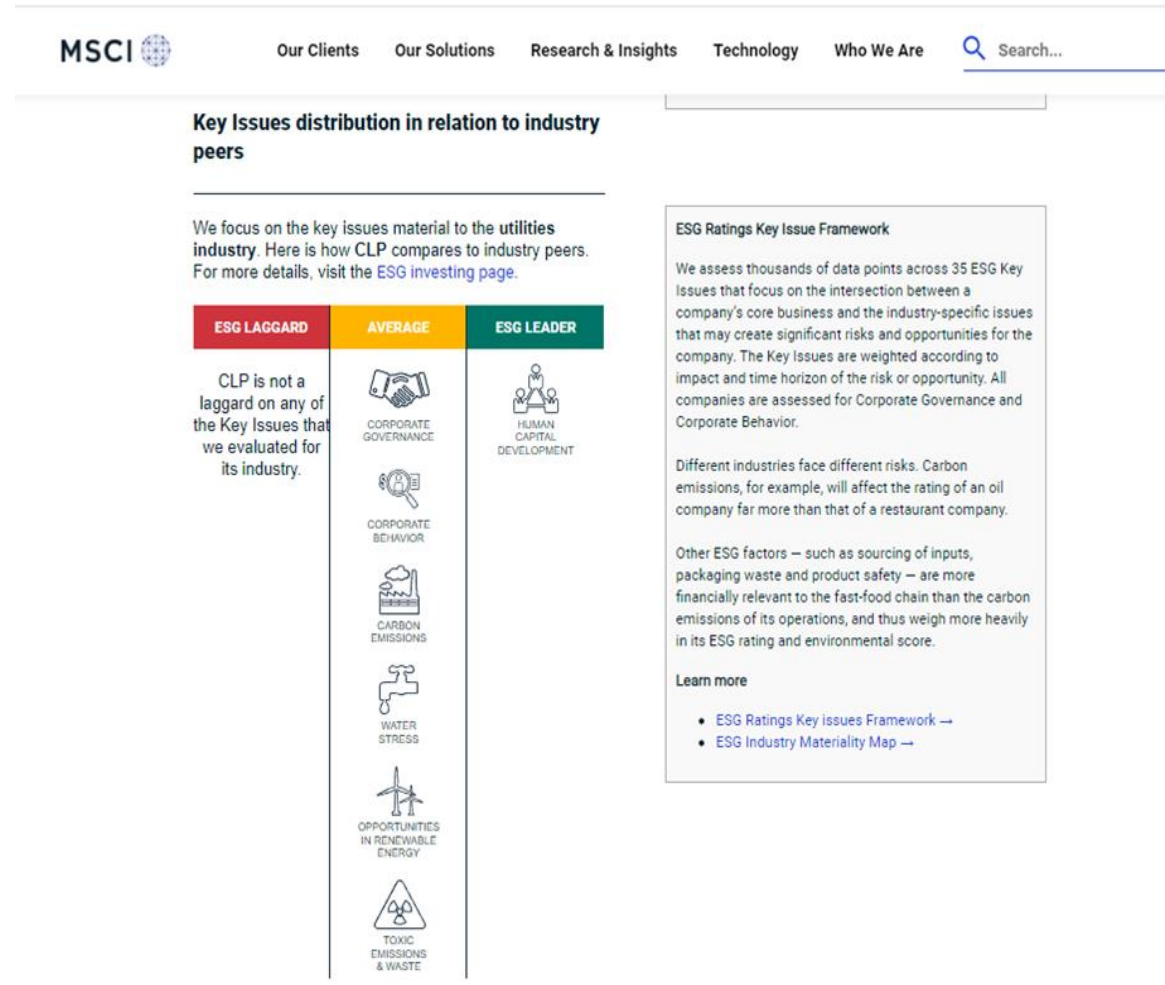 MSCI
Our Clients
Our Solutions
Research & Insights
Technology
Who We Are
Search...
Key Issues distribution in relation to industry
peers
We focus on the key issues material to the utilities
industry. Here is how CLP compares to industry peers.
For more details, visit the ESG investing page.
ESG LAGGARD
CLP is not a
laggard on any of
the Key Issues that
we evaluated for
its industry.
AVERAGE
CORPORATE
GOVERNANCE
CORPORATE
BEHAVIOR
CARBON
EMISSIONS
WATER
STRESS
OPPORTUNITIES
IN RENEWABLE
ENERGY
TOXIC
EMISSIONS
& WASTE
ESG LEADER
HUMAN
CAPITAL
DEVELOPMENT
ESG Ratings Key Issue Framework
We assess thousands of data points across 35 ESG Key
Issues that focus on the intersection between a
company's core business and the industry-specific issues
that may create significant risks and opportunities for the
company. The Key Issues are weighted according to
impact and time horizon of the risk or opportunity. All
companies are assessed for Corporate Governance and
Corporate Behavior.
Different industries face different risks. Carbon
emissions, for example, will affect the rating of an oil
company far more than that of a restaurant company.
Other ESG factors — such as sourcing of inputs,
packaging waste and product safety — are more
financially relevant to the fast-food chain than the carbon
emissions of its operations, and thus weigh more heavily
in its ESG rating and environmental score.
Learn more
• ESG Ratings Key issues Framework →
• ESG Industry Materiality Map →